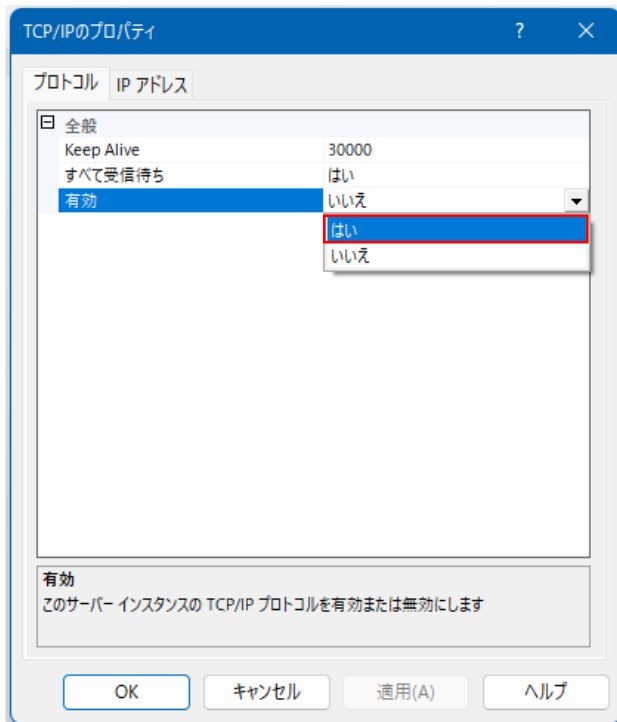 TCP/IPのプロパティ ?
プロトコル IP アドレス
全般
Keep Alive 30000
すべて受信待ち はい
有効 いいえ
はい
いいえ
有効
このサーバー インスタンスの TCP/IP プロトコルを有効または無効にします
OK キャンセル 適用(A) ヘルプ